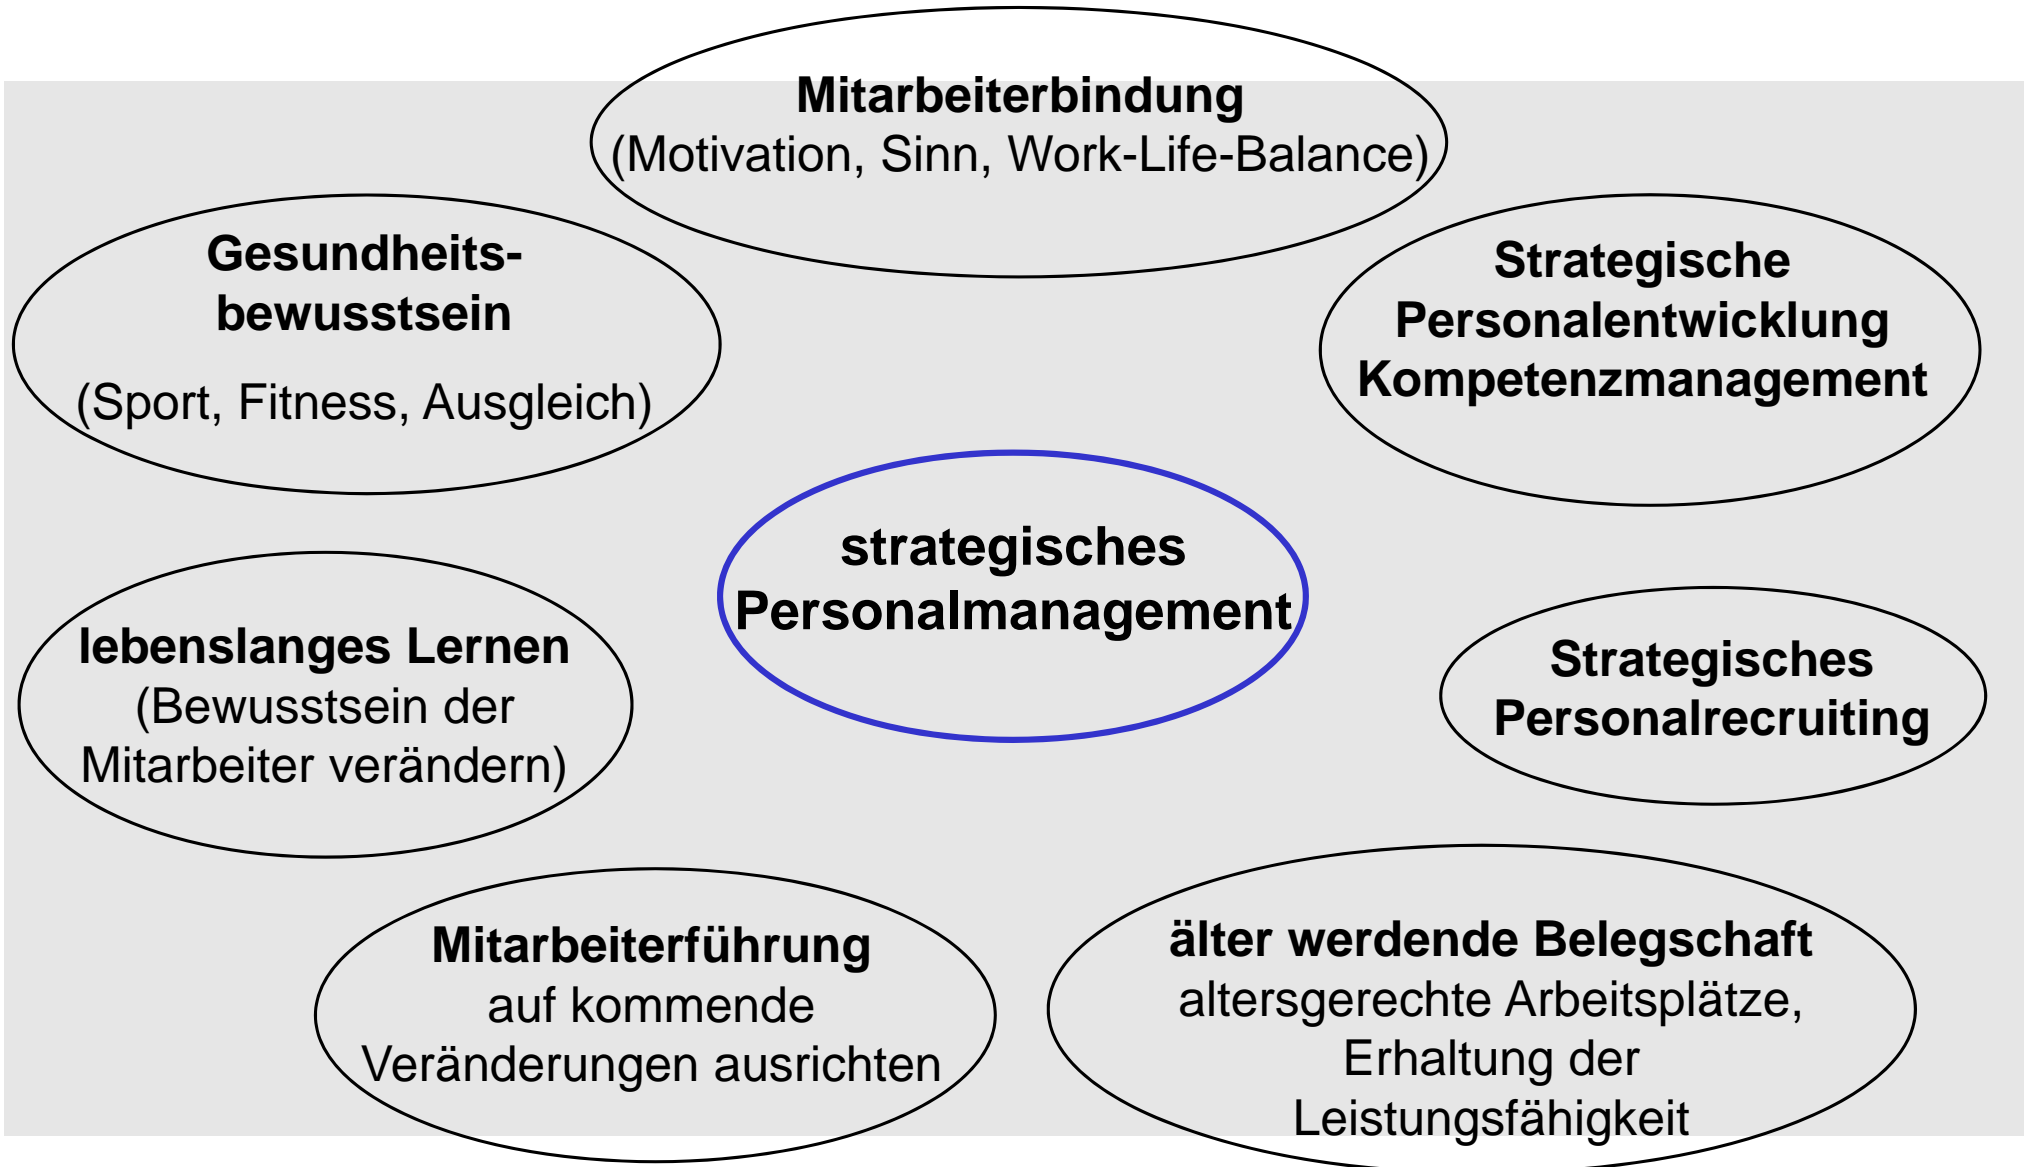 Mitarbeiterbindung
(Motivation, Sinn, Work-Life-Balance)
Gesundheits-
bewusstsein
(Sport, Fitness, Ausgleich)
Strategische
Personalentwicklung
Kompetenzmanagement
strategisches
Personalmanagement
lebenslanges Lernen
(Bewusstsein der
Mitarbeiter verändern)
Strategisches
Personalrecruiting
Mitarbeiterführung
auf kommende
Veränderungen ausrichten
älter werdende Belegschaft
altersgerechte Arbeitsplätze,
Erhaltung der
Leistungsfähigkeit